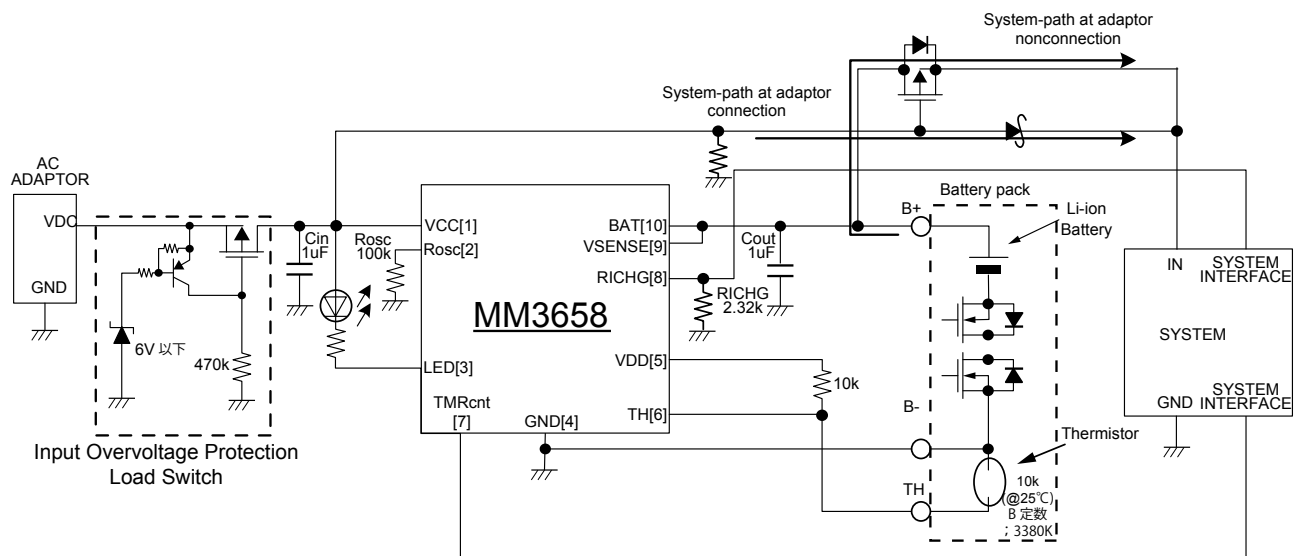 System-path at adaptor
nonconnection
System-path at adaptor
connection
AC
ADAPTOR
VDC
GND
6V 以下
470k
Input Overvoltage Protection
Load Switch
Cin
1uF
Rosc
100k
VCC[1]
Rosc[2]
LED[3]
TMRcnt
[7]
GND[4]
MM3658
BAT[10]
VSENSE[9]
RICHG[8]
VDD[5]
TH[6]
RICHG
2.32k
Cout
1uF
10k
Battery pack
B+
Li-ion
Battery
B-
TH
Thermistor
10k
(@25℃)
B 定数
; 3380K
IN
SYSTEM
INTERFACE
SYSTEM
GND
SYSTEM
INTERFACE